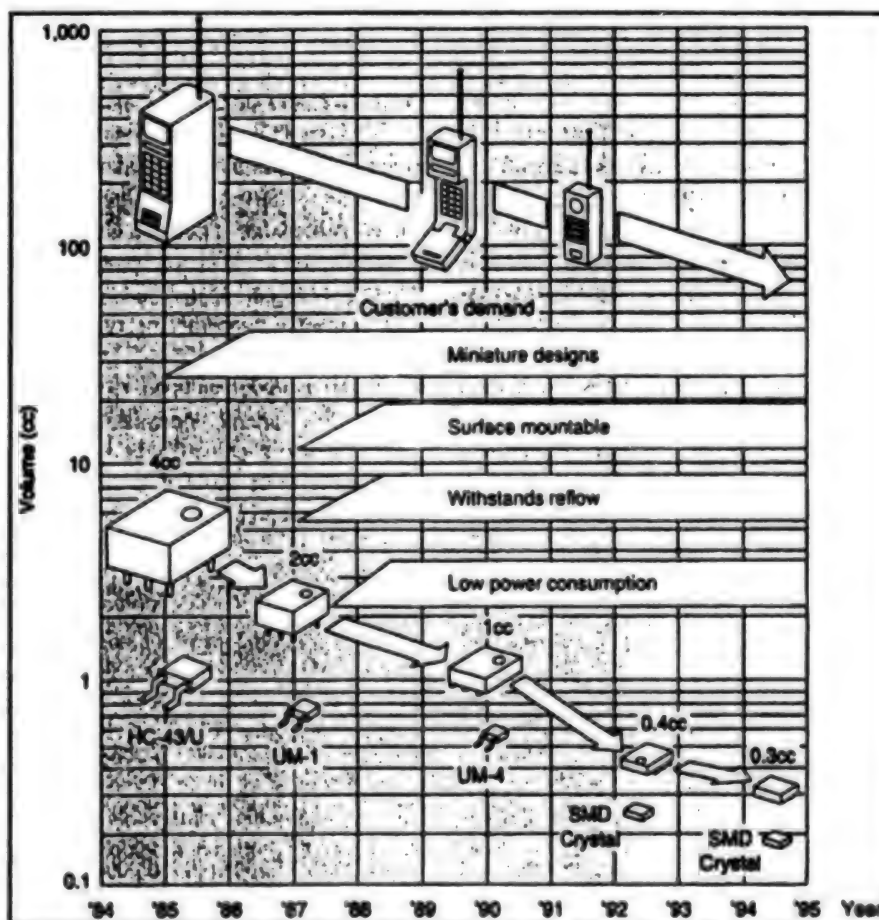 1,000
100
Customer's demand
Miniature designs
Surface mountable
Volume (cc)
10
4cc
Withstands reflow
2cc
Low power consumption
1cc
1
HC-43/U
UM-1
UM-4
0.4cc
0.3cc
SMD
Crystal
SMD
Crystal
0.1
'84 '85 '86 '87 '88 '89 '90 '91 '92 '93 '94 '95 Year